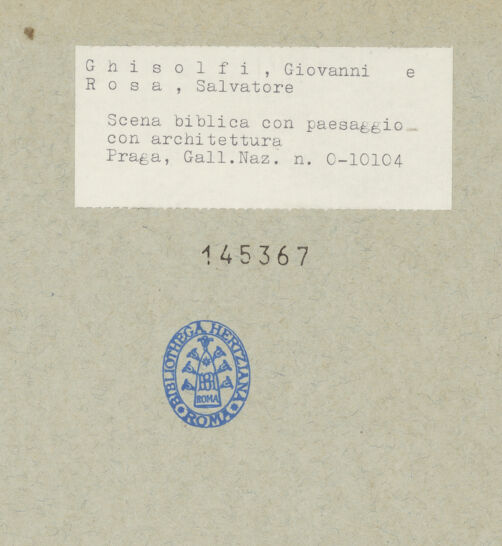 Ghisolfi, Giovanni e
Rosa, Salvatore
Scena biblica con paesaggio
con architettura
Praga, Gall.Naz. n. O-10104
145367
BIBLIOTHECA HERTZIANA
BH
ROMA
ROMA